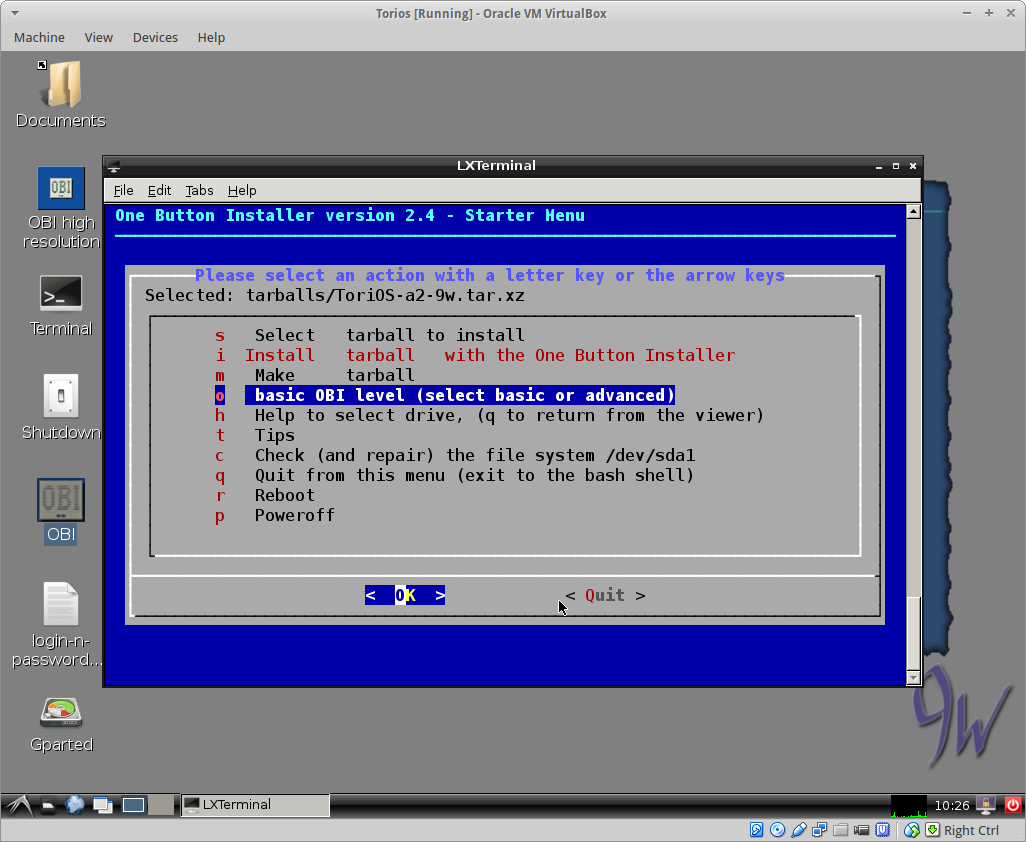 Torios [Running] - Oracle VM VirtualBox
Machine View Devices Help
Documents
OBI
OBI high
resolution
Terminal
Shutdown
OBI
OBI
login-n-
password...
Gparted
LXTerminal
File Edit Tabs Help
One Button Installer version 2.4 - Starter Menu
Please select an action with a letter key or the arrow keys
Selected: tarballs/ToriOS-a2-9w.tar.xz
s Select tarball to install
i Install tarball with the One Button Installer
m Make tarball
o basic OBI level (select basic or advanced)
h Help to select drive, (q to return from the viewer)
t Tips
c Check (and repair) the file system /dev/sda1
q Quit from this menu (exit to the bash shell)
r Reboot
p Poweroff
< OK > < Quit >
9W
LXTerminal 10:26
Right Ctrl